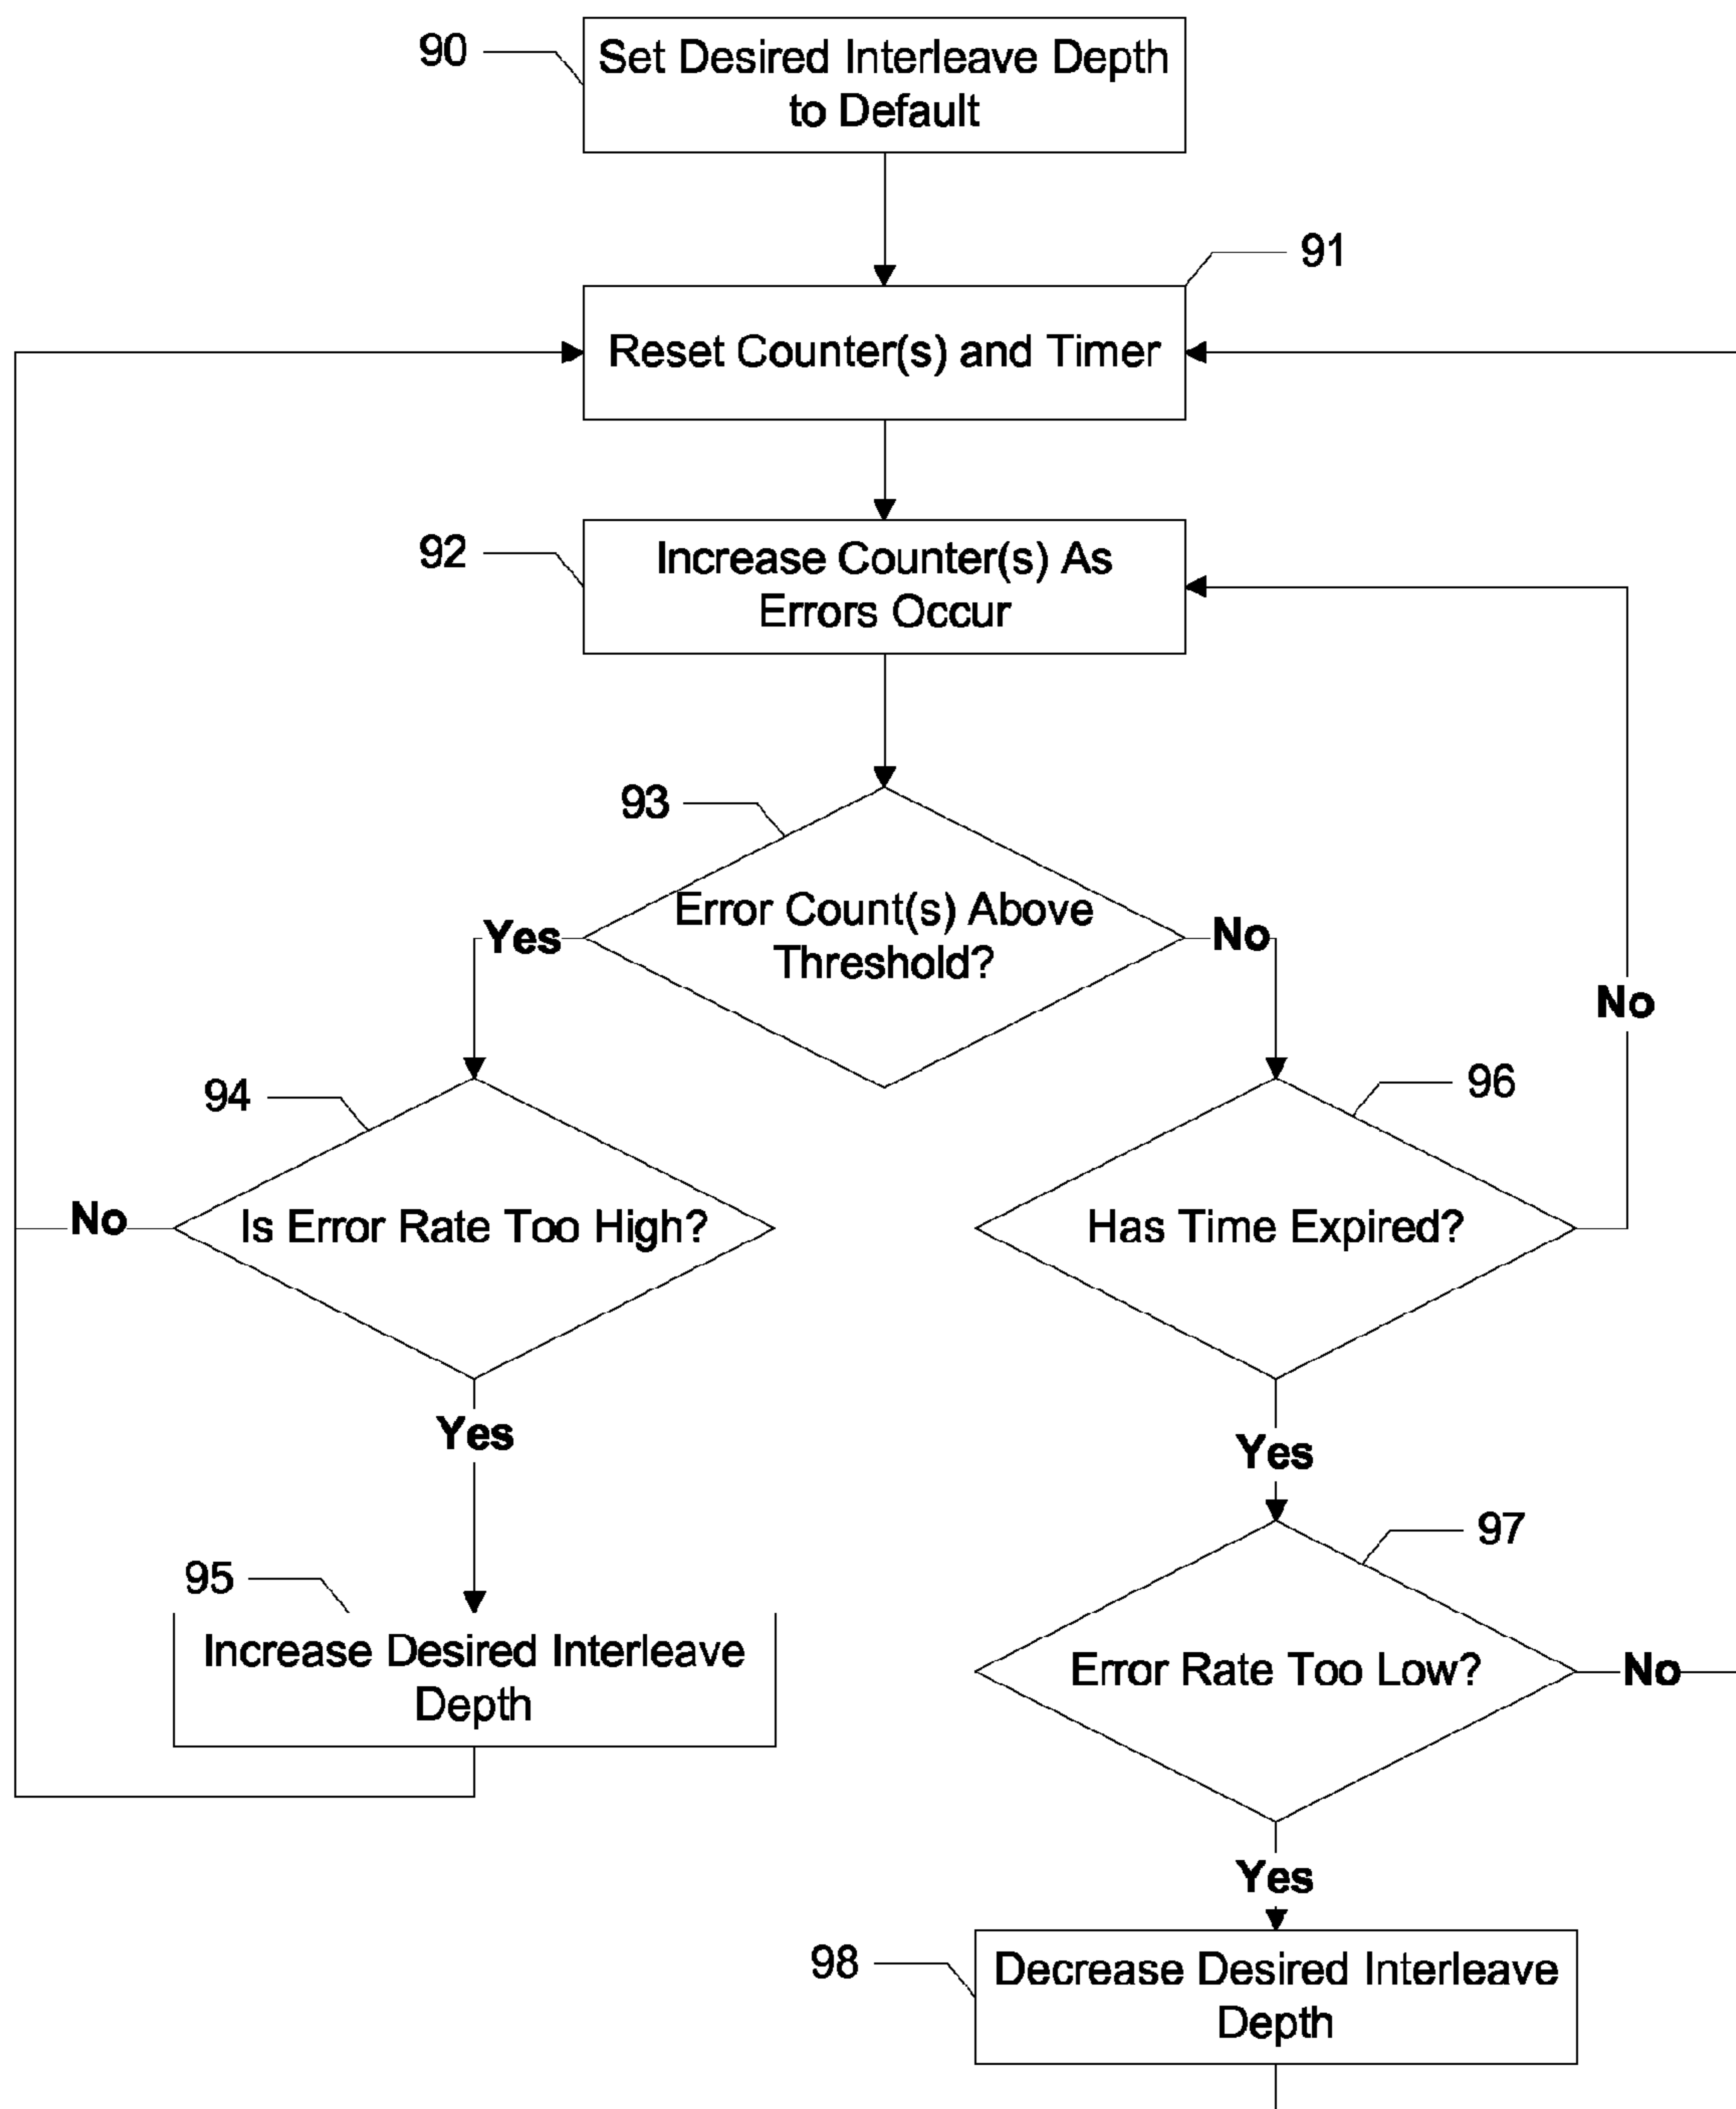 90
Set Desired Interleave Depth
to Default
91
Reset Counter(s) and Timer
92
Increase Counter(s) As
Errors Occur
93
Error Count(s) Above
Threshold?
Yes
No
No
94
96
Is Error Rate Too High?
No
Has Time Expired?
Yes
Yes
95
Increase Desired Interleave
Depth
97
Error Rate Too Low?
No
Yes
98
Decrease Desired Interleave
Depth